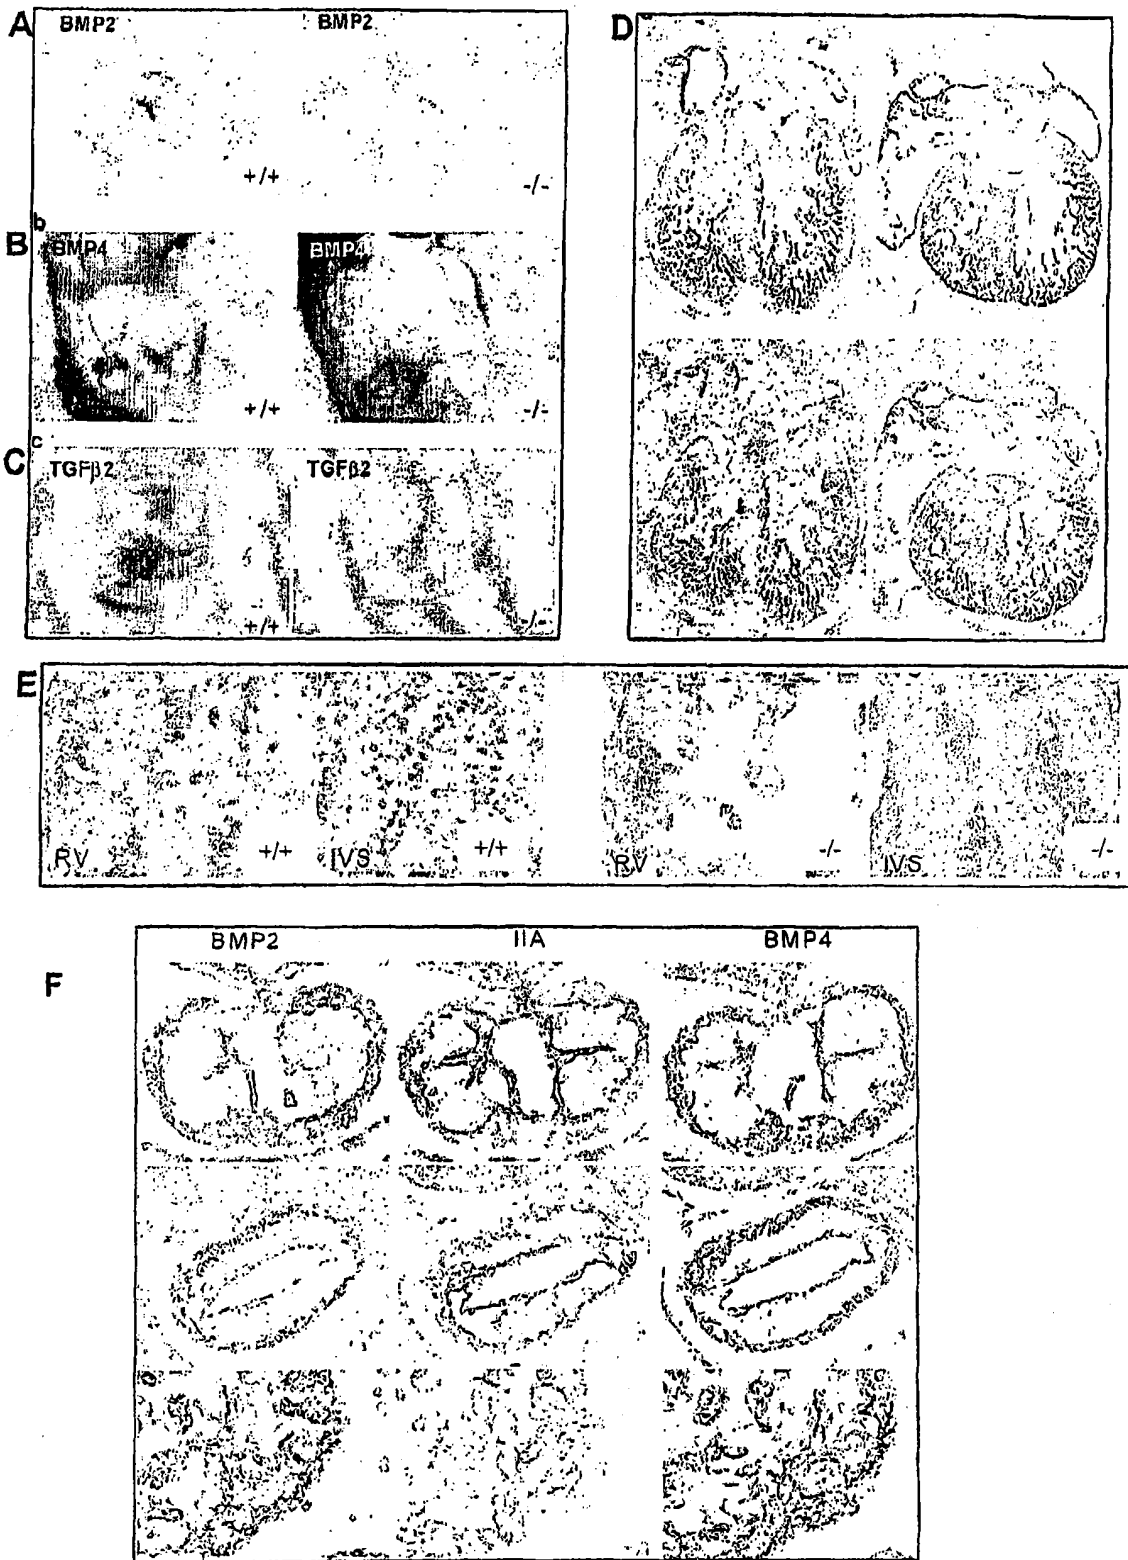 A BMP2 BMP2 D
+/+ -/-
b
B BMP4 BMP4
+/+ -/-
c
C TGFβ2 TGFβ2
+/+ -/-
E
RV +/+ IVS +/+ RV -/- IVS -/-
BMP2 IIA BMP4
F